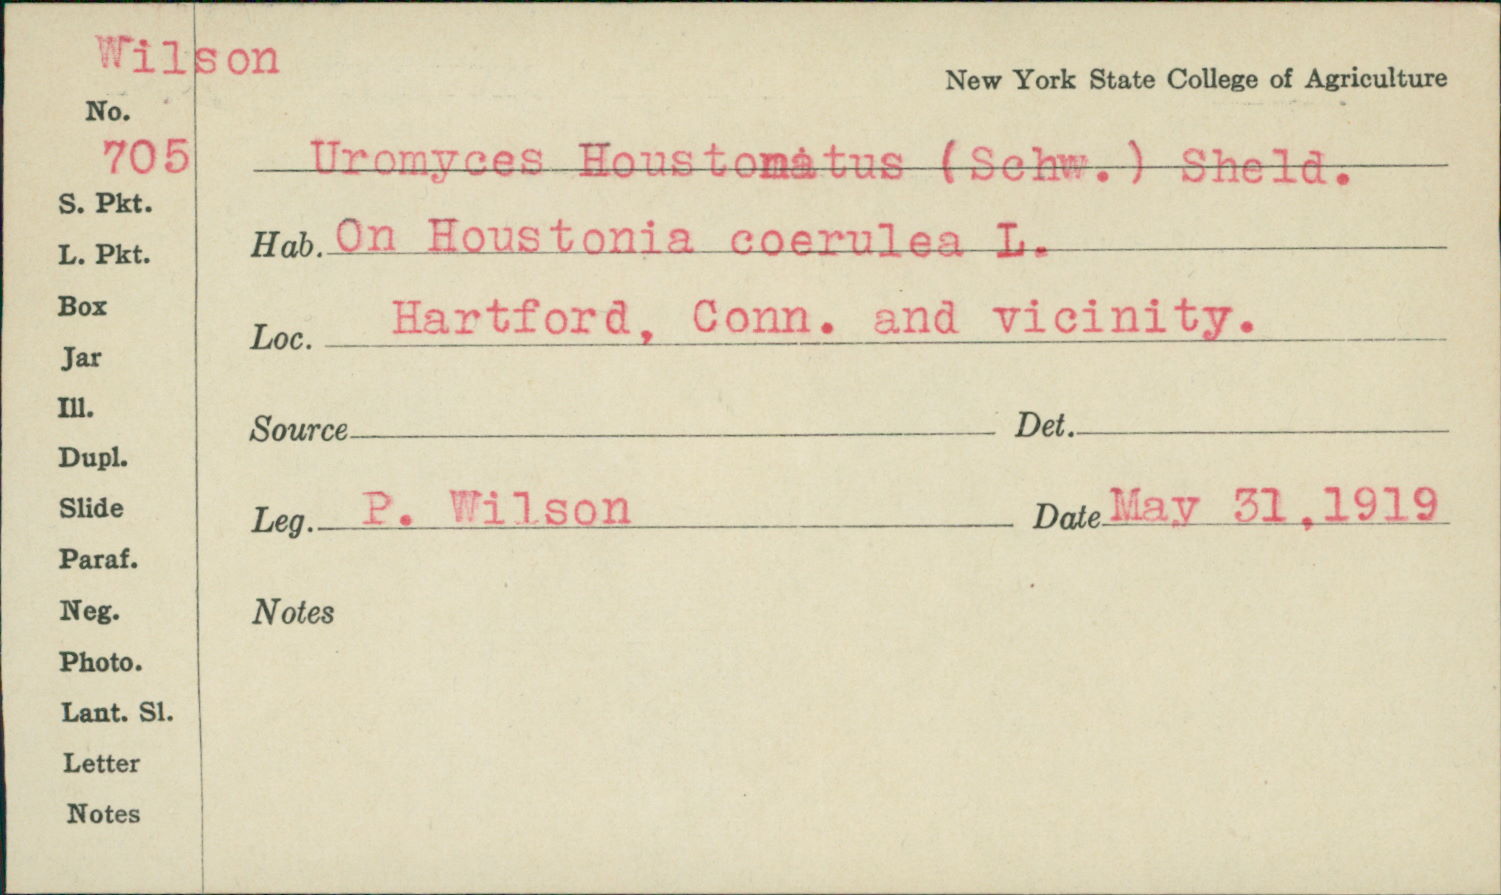 Wilson
New York State College of Agriculture
No.
705
Uromyces Houstonatus (Schw.) Sheld.
S. Pkt.
Hab. On Houstonia coerulea L.
L. Pkt.
Box
Loc. Hartford, Conn. and vicinity.
Jar
Ill.
Source Det.
Dupl.
Slide
Leg. P. Wilson Date May 31,1919
Paraf.
Neg.
Notes
Photo.
Lant. Sl.
Letter
Notes